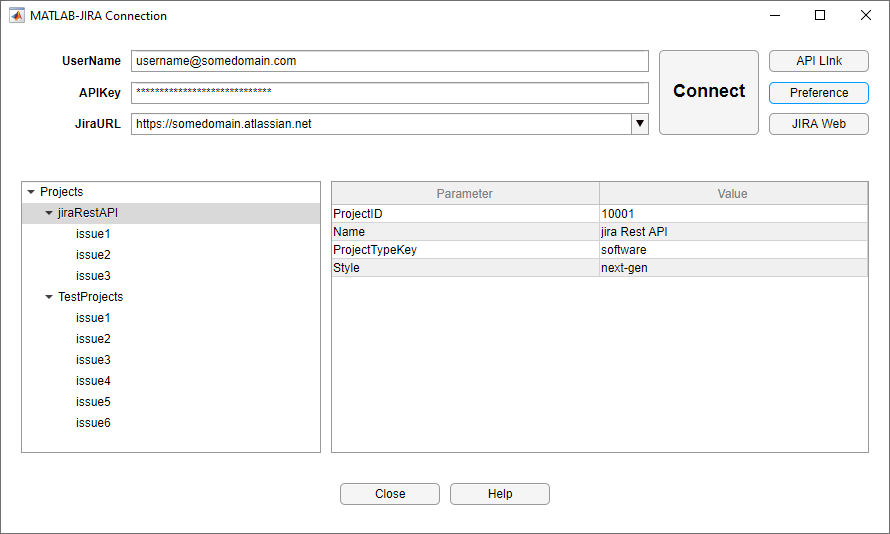 MATLAB-JIRA Connection
UserName username@somedomain.com
APIKey *****************************
JiraURL https://somedomain.atlassian.net
Connect
API LInk
Preference
JIRA Web
Projects
jiraRestAPI
issue1
issue2
issue3
TestProjects
issue1
issue2
issue3
issue4
issue5
issue6
Parameter Value
ProjectID 10001
Name jira Rest API
ProjectTypeKey software
Style next-gen
Close Help